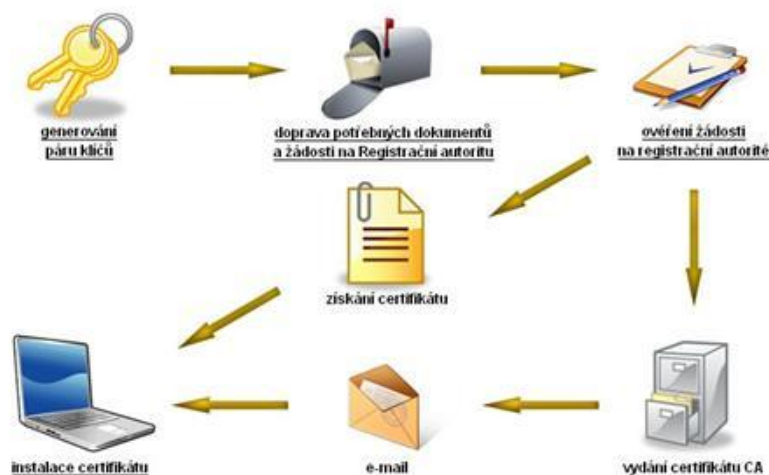 generování
páru klíčů
doprava potřebných dokumentů
a žádosti na Registrační autoritu
ověření žádosti
na registrační autoritě
získání certifikátu
instalace certifikátu
e-mail
vydání certifikátu CA